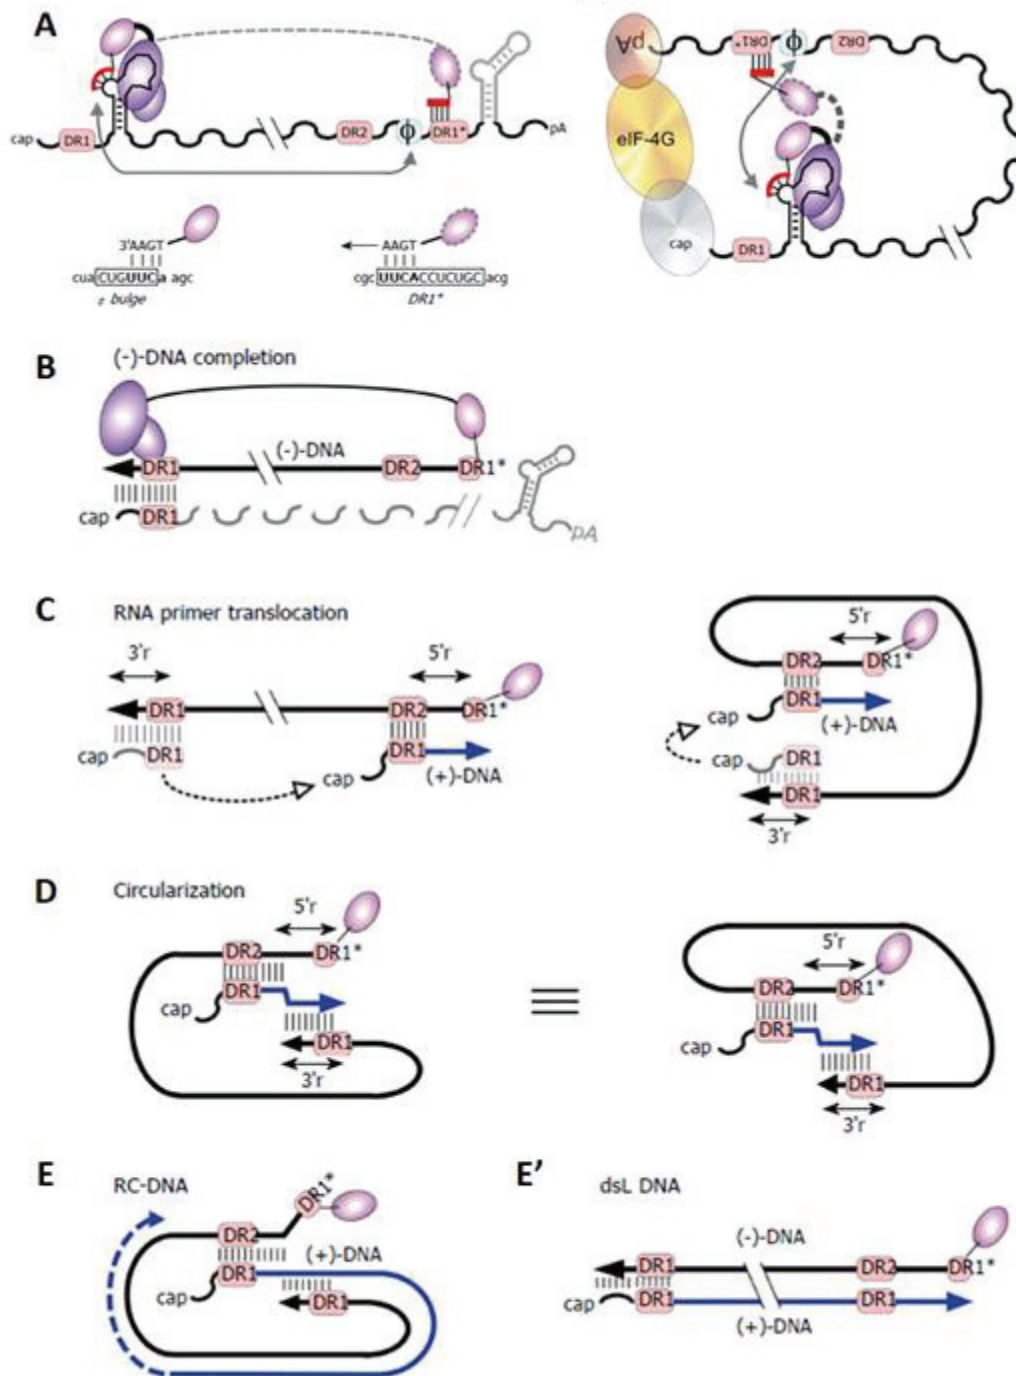 A
cap DR1 DR2 ϕ DR1* pA
3'AAGT
cuaCTGUUCa agc
ε bulge
AAGT
cgc UUCACCUCUGC acg
DR1*
pA DR1* ϕ DR2
eIF-4G
cap
DR1
B
(-)-DNA completion
(-)-DNA
DR1 DR2 DR1*
cap DR1
pA
C
RNA primer translocation
3'r 5'r
DR1 DR2 DR1*
cap DR1 cap DR1 (+)-DNA
5'r
DR2 DR1*
cap DR1
(+)-DNA
cap DR1
DR1
3'r
D
Circularization
5'r
DR2 DR1*
cap DR1
DR1
3'r
5'r
DR2 DR1*
cap DR1
DR1
3'r
E
RC-DNA
DR1*
DR2
(+)-DNA
cap DR1
DR1
E'
dsL DNA
(-)-DNA
DR1 DR2 DR1*
cap DR1 DR1
(+)-DNA